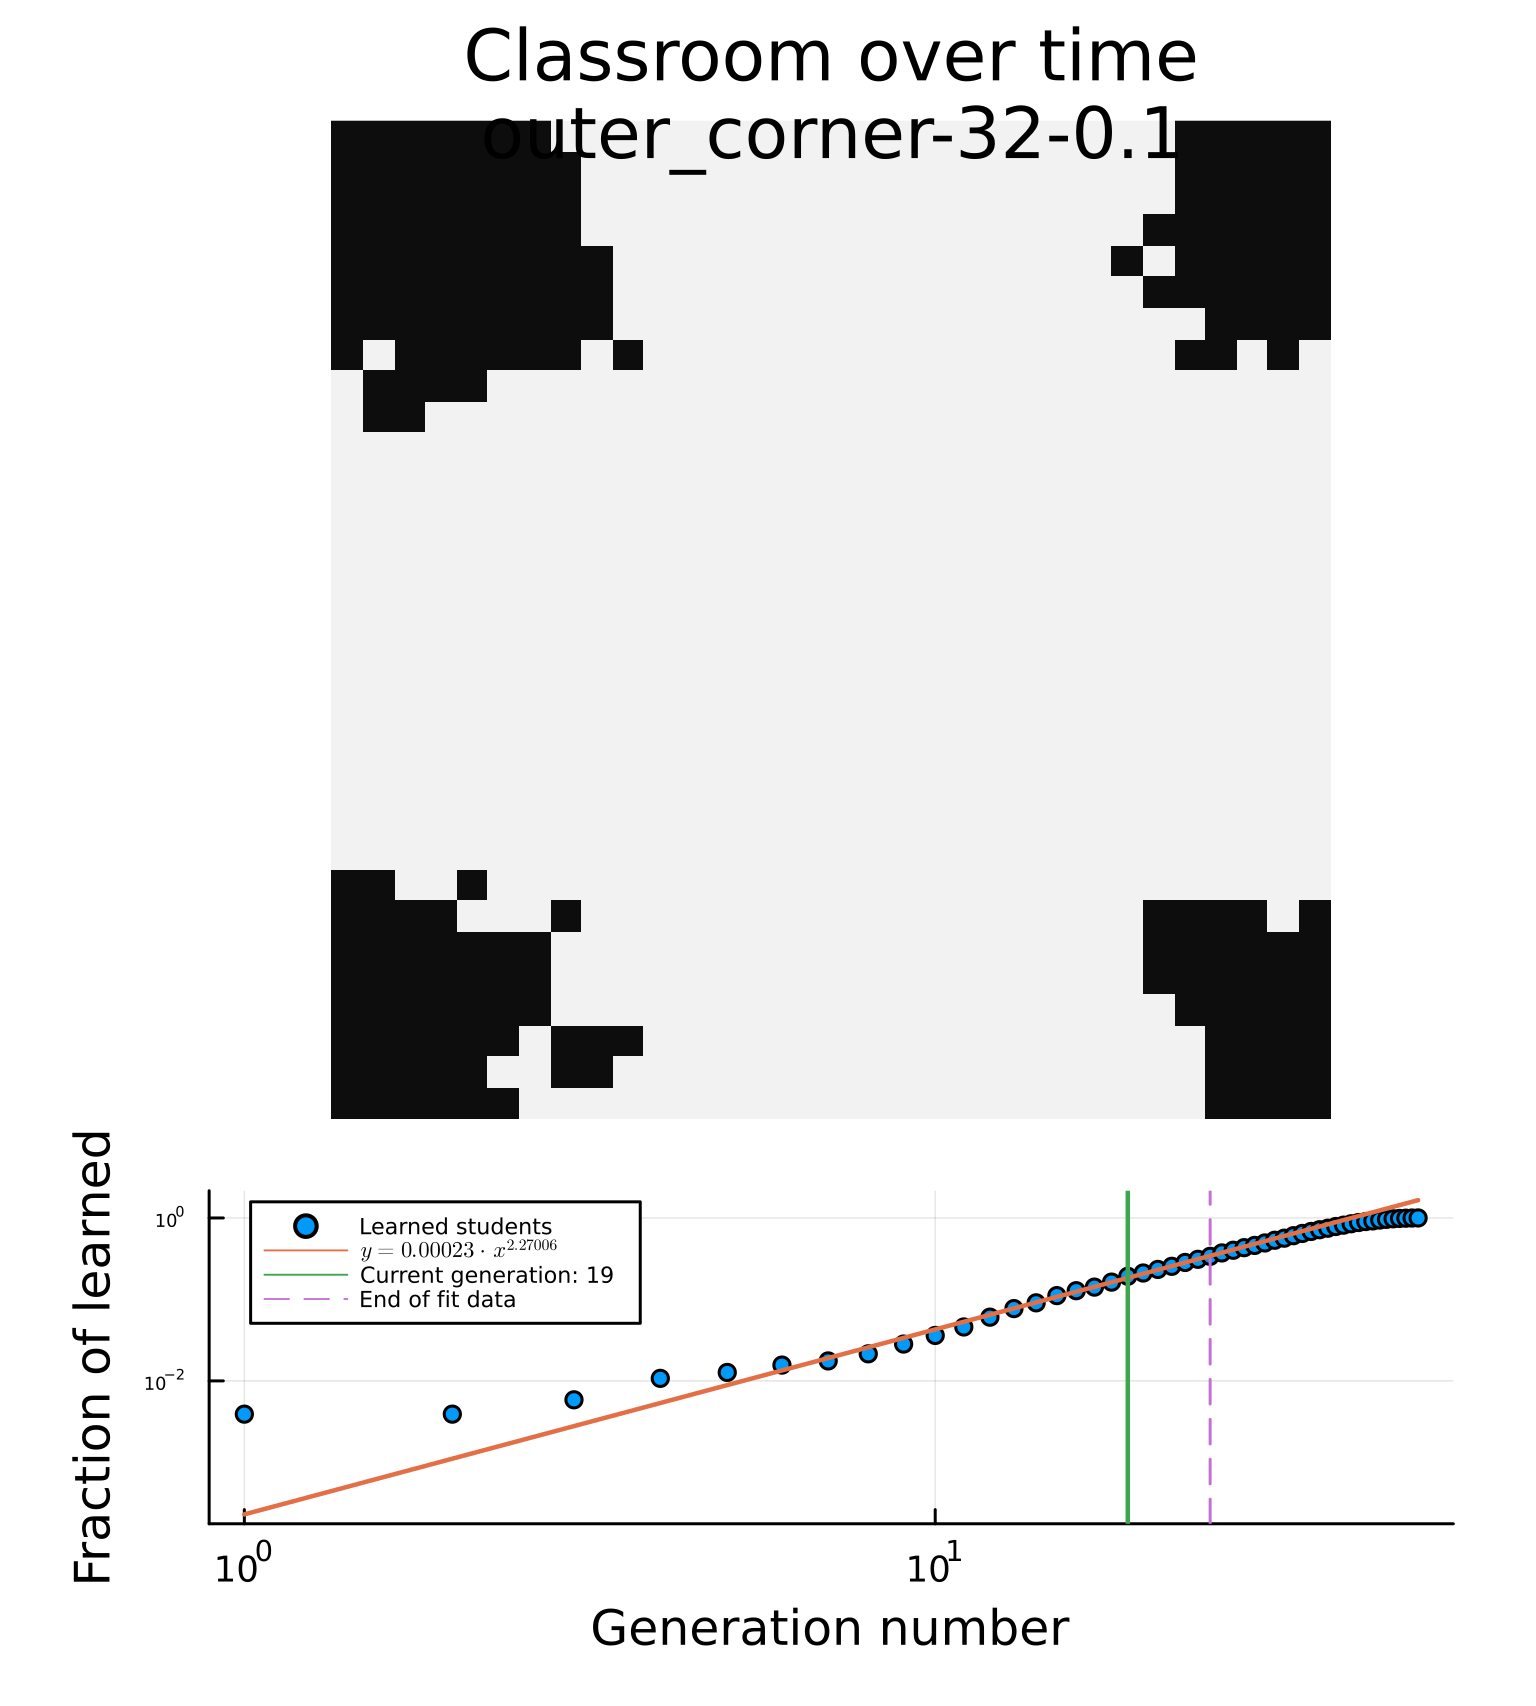 Classroom over time
outer_corner-32-0.1
Fraction of learned
10⁰
10⁻²
Learned students
y = 0.00023 · x^2.27006
Current generation: 19
End of fit data
10⁰
10¹
Generation number